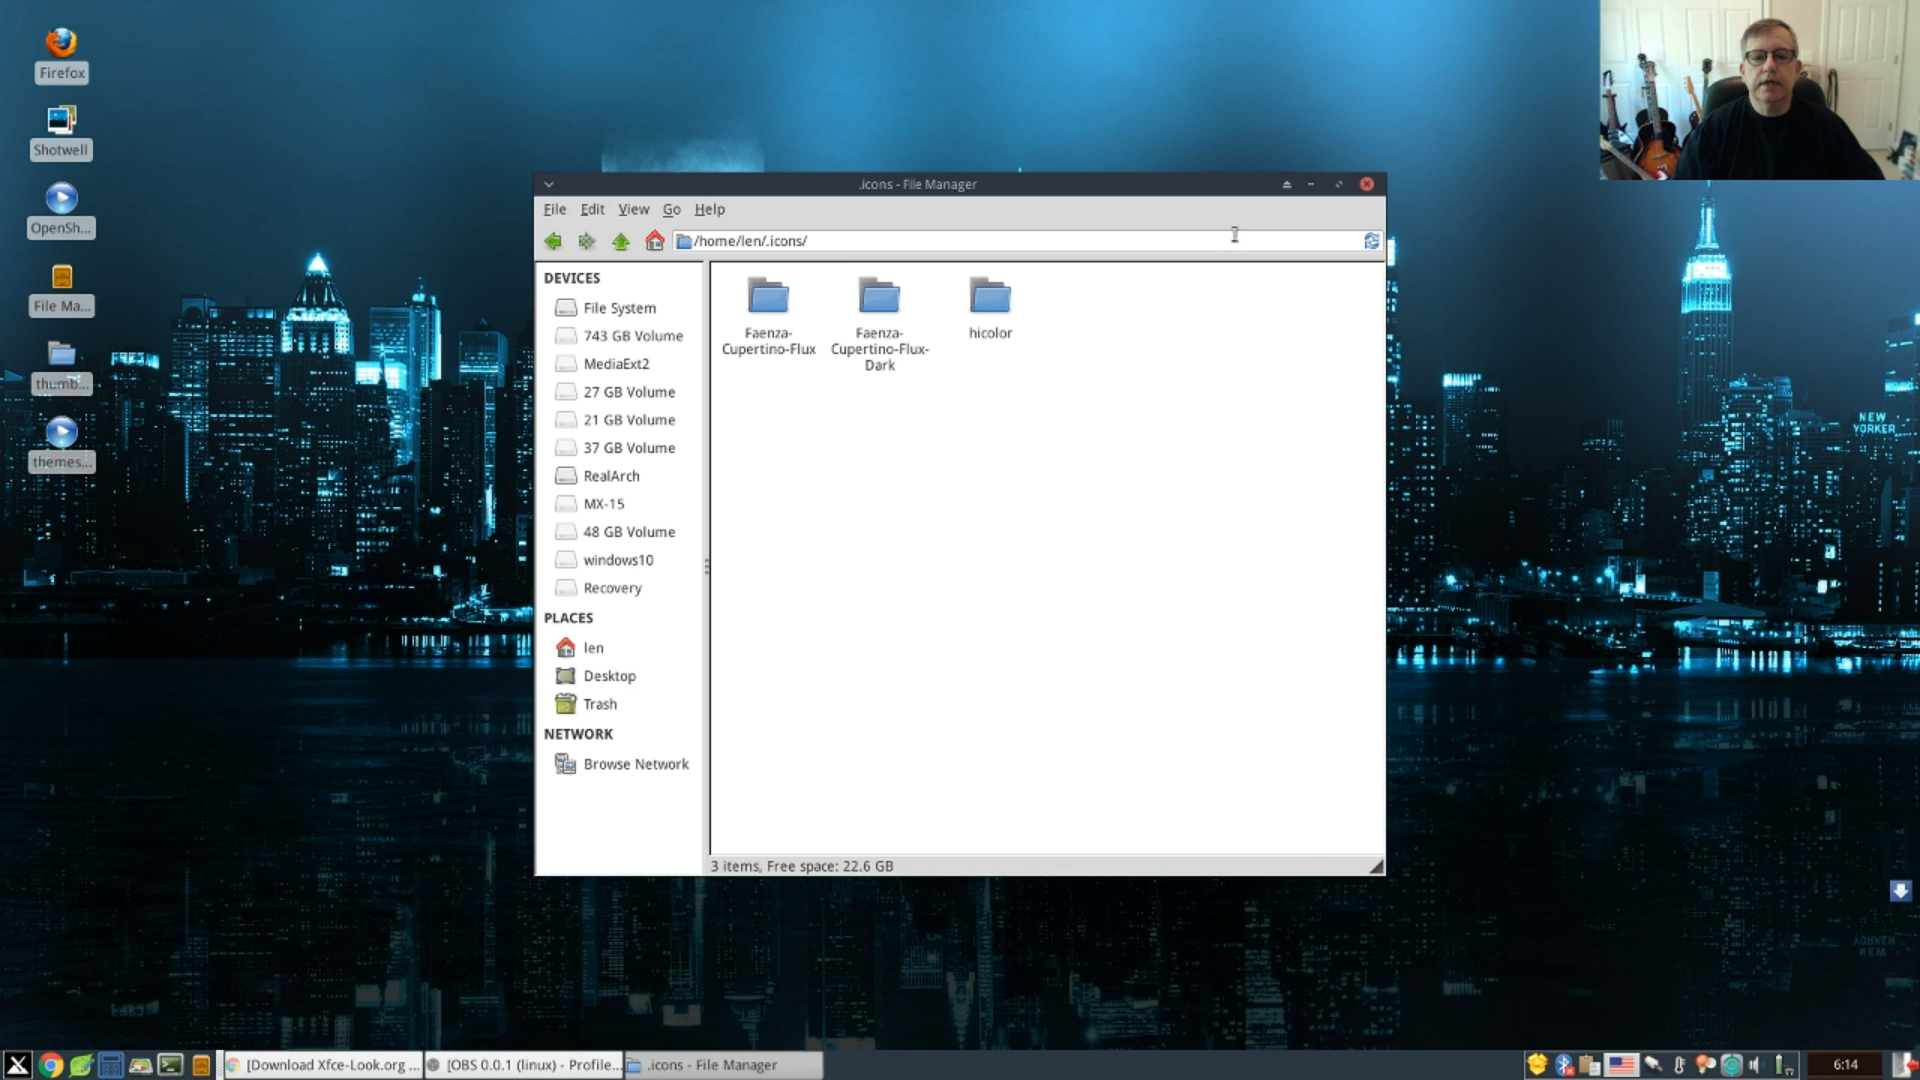 Firefox
Shotwell
OpenSh...
File Ma...
thumb...
themes...
.icons - File Manager
File Edit View Go Help
/home/len/.icons/
DEVICES
File System
743 GB Volume
MediaExt2
27 GB Volume
21 GB Volume
37 GB Volume
RealArch
MX-15
48 GB Volume
windows10
Recovery
PLACES
len
Desktop
Trash
NETWORK
Browse Network
Faenza-
Cupertino-Flux
Faenza-
Cupertino-Flux-
Dark
hicolor
3 items, Free space: 22.6 GB
NEW
YORKER
[Download Xfce-Look.org ...
[OBS 0.0.1 (linux) - Profile...
.icons - File Manager
6:14